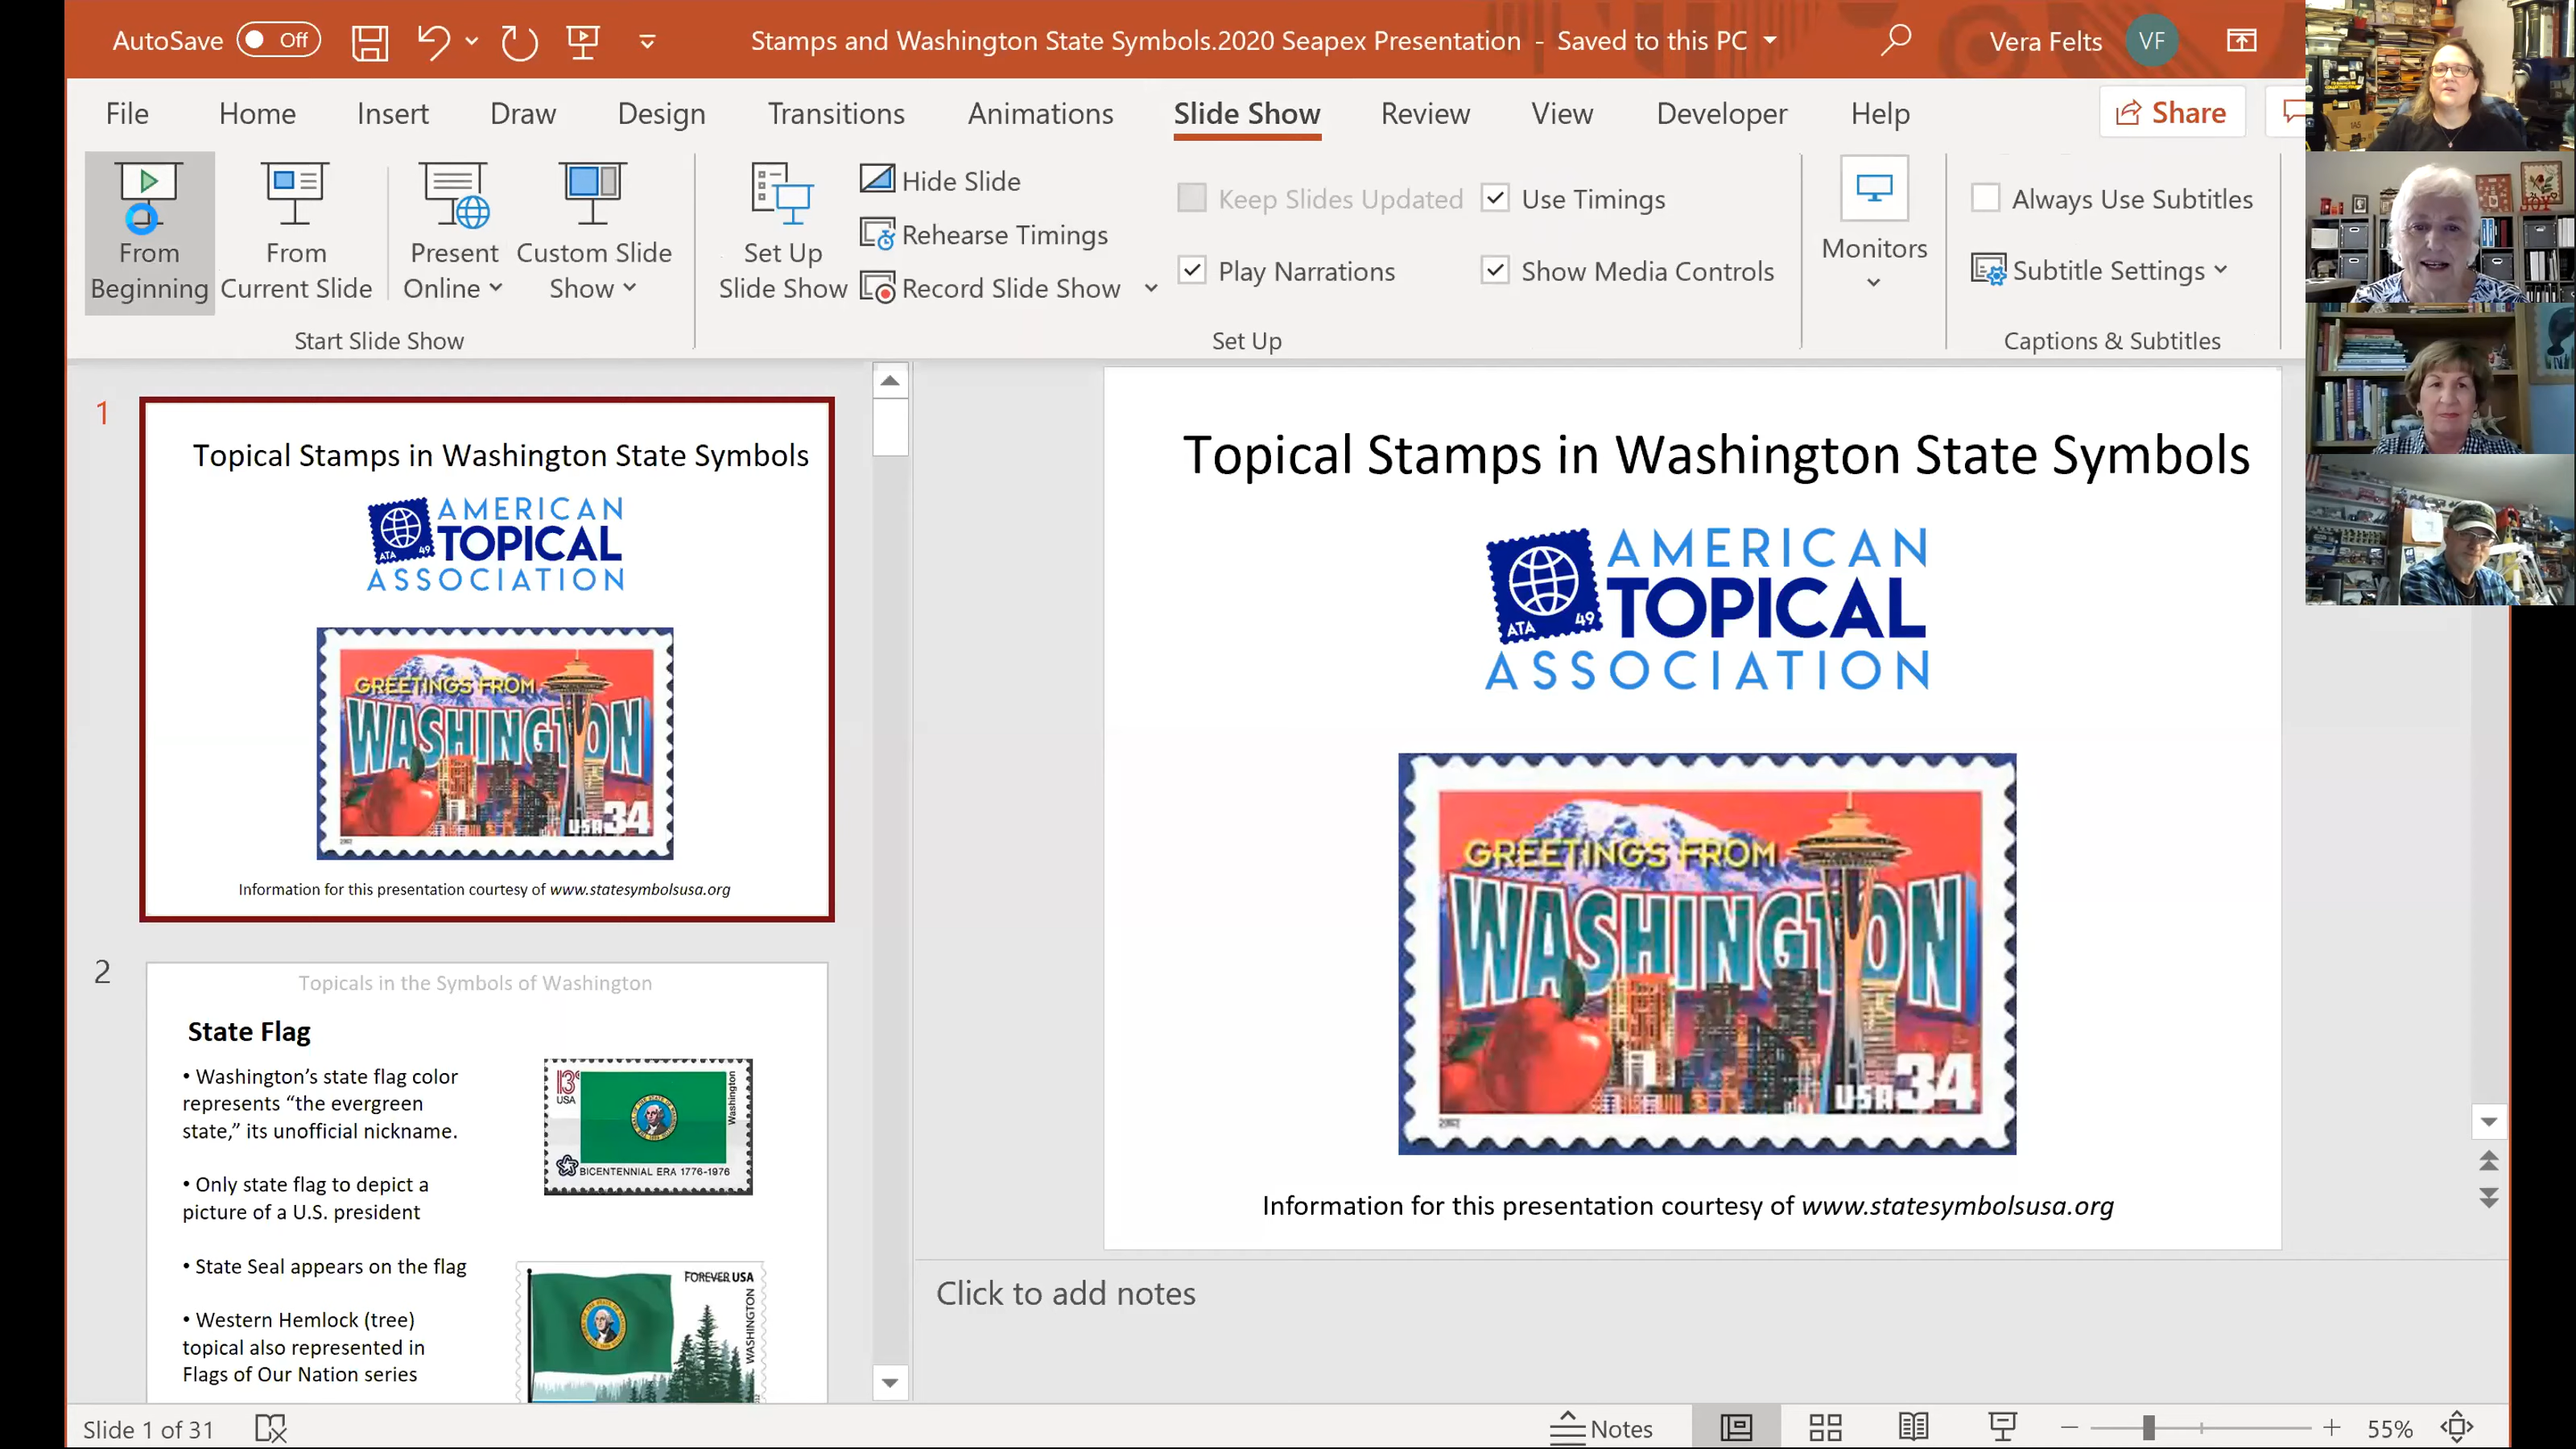 AutoSave Off
Stamps and Washington State Symbols.2020 Seapex Presentation - Saved to this PC
Vera Felts VF
File Home Insert Draw Design Transitions Animations Slide Show Review View Developer Help Share
From Beginning
From Current Slide
Present Online
Custom Slide Show
Start Slide Show
Set Up Slide Show
Hide Slide
Rehearse Timings
Record Slide Show
Keep Slides Updated
Play Narrations
Use Timings
Show Media Controls
Set Up
Monitors
Always Use Subtitles
Subtitle Settings
Captions & Subtitles
1
Topical Stamps in Washington State Symbols
AMERICAN
TOPICAL
ASSOCIATION
ATA 49
GREETINGS FROM
WASHINGTON
USA 34
2002
Information for this presentation courtesy of www.statesymbolsusa.org
2
Topicals in the Symbols of Washington
State Flag
• Washington’s state flag color
represents “the evergreen
state,” its unofficial nickname.
• Only state flag to depict a
picture of a U.S. president
• State Seal appears on the flag
• Western Hemlock (tree)
topical also represented in
Flags of Our Nation series
13c
USA
Washington
BICENTENNIAL ERA 1776-1976
FOREVER USA
WASHINGTON
Topical Stamps in Washington State Symbols
AMERICAN
TOPICAL
ASSOCIATION
ATA 49
GREETINGS FROM
WASHINGTON
USA 34
2002
Information for this presentation courtesy of www.statesymbolsusa.org
Click to add notes
Slide 1 of 31
Notes
55%
JOY